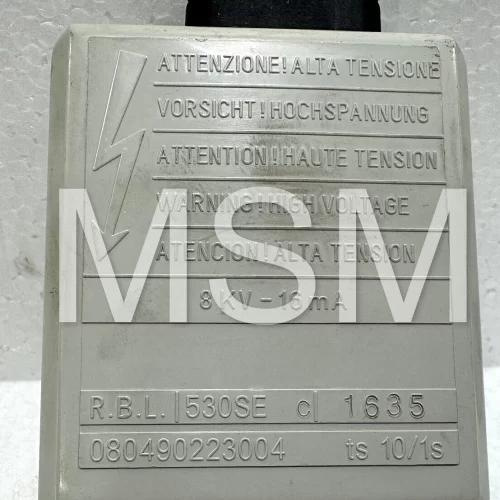 ATTENZIONE! ALTA TENSIONE
VORSICHT! HOCHSPANNUNG
ATTENTION! HAUTE TENSION
WARNING! HIGH VOLTAGE
ATENCION! ALTA TENSION
MSM
8 KV - 16 mA
R.B.L. 530SE c 1635
080490223004 ts 10/1s